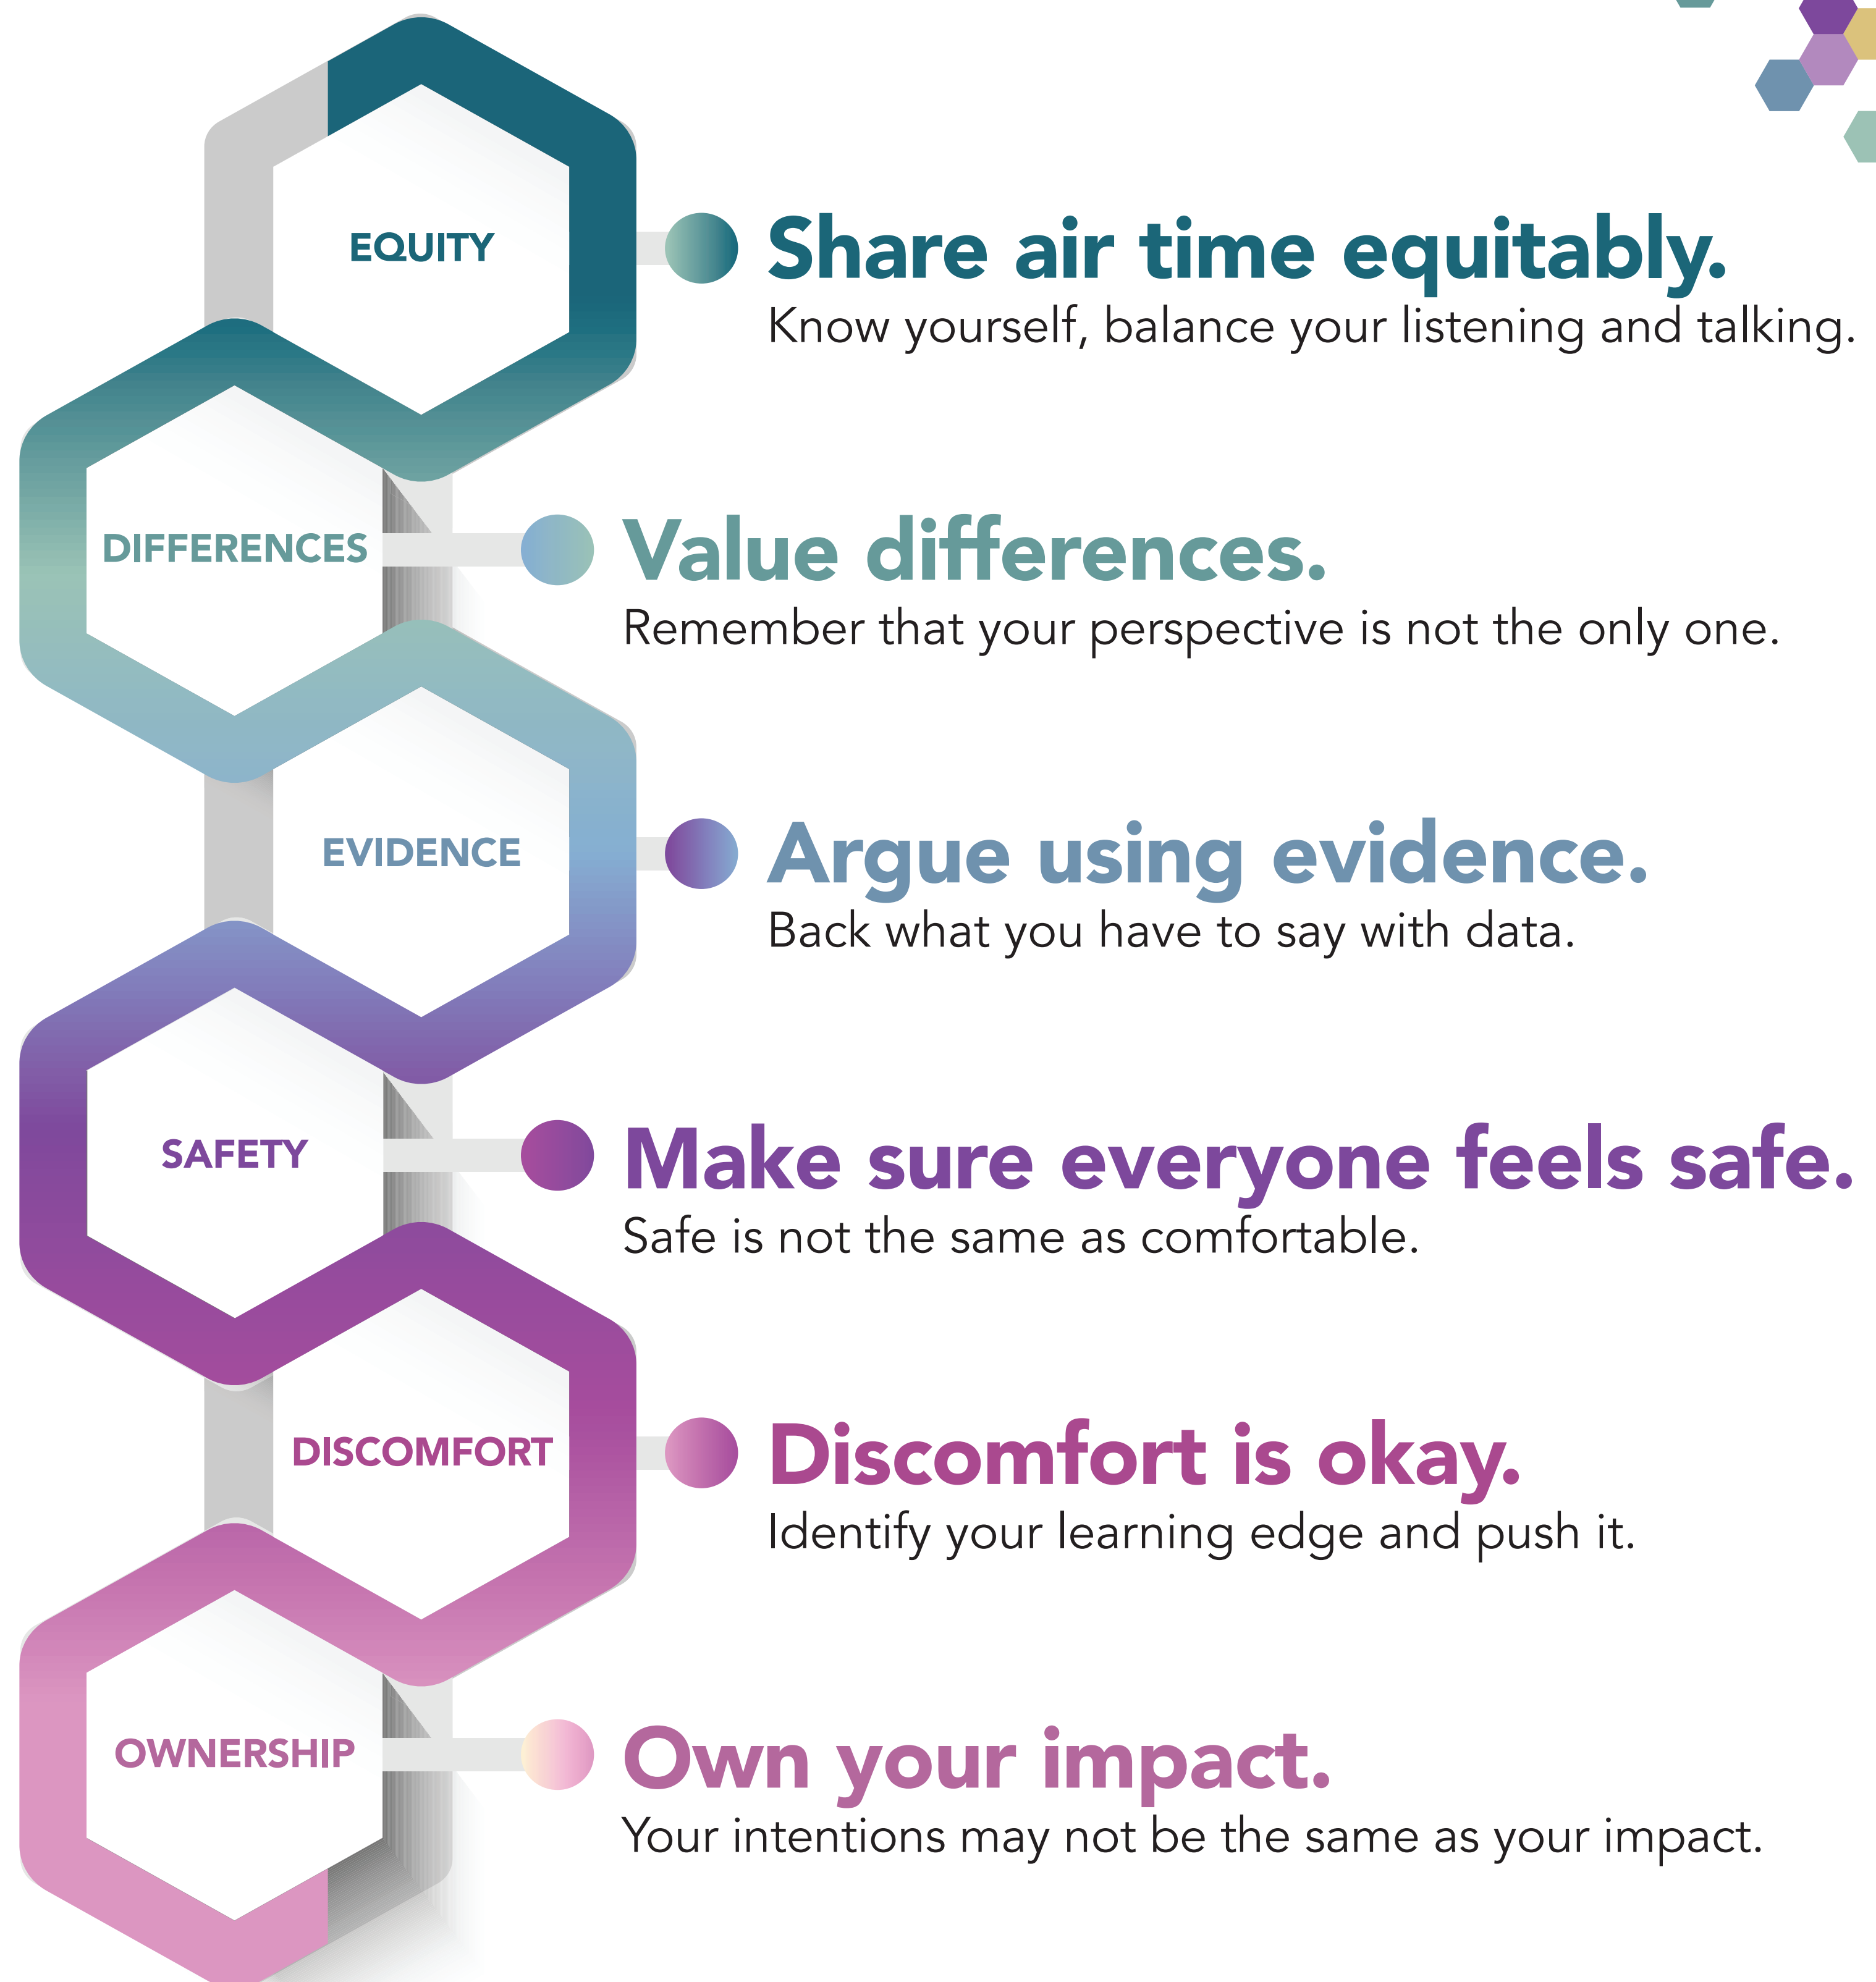 EQUITY
Share air time equitably.
Know yourself, balance your listening and talking.
DIFFERENCES
Value differences.
Remember that your perspective is not the only one.
EVIDENCE
Argue using evidence.
Back what you have to say with data.
SAFETY
Make sure everyone feels safe.
Safe is not the same as comfortable.
DISCOMFORT
Discomfort is okay.
Identify your learning edge and push it.
OWNERSHIP
Own your impact.
Your intentions may not be the same as your impact.